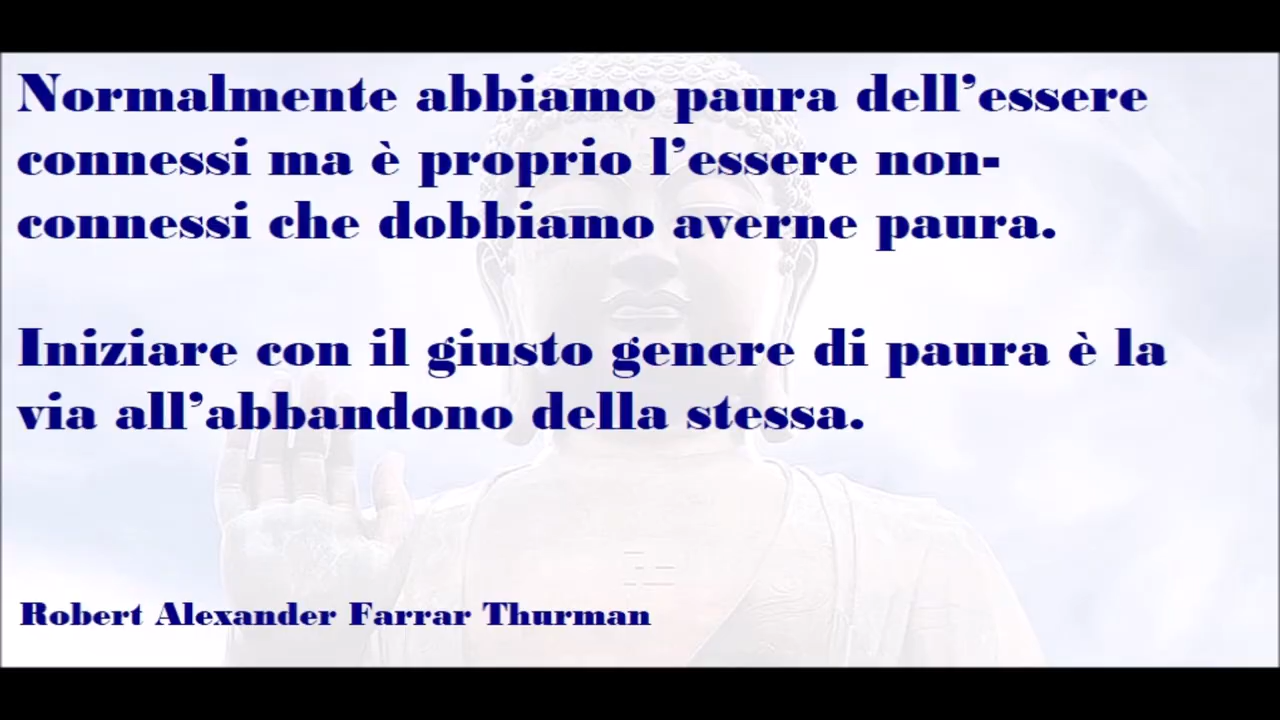 Normalmente abbiamo paura dell’essere
connessi ma è proprio l’essere non-
connessi che dobbiamo averne paura.
Iniziare con il giusto genere di paura è la
via all’abbandono della stessa.
Robert Alexander Farrar Thurman